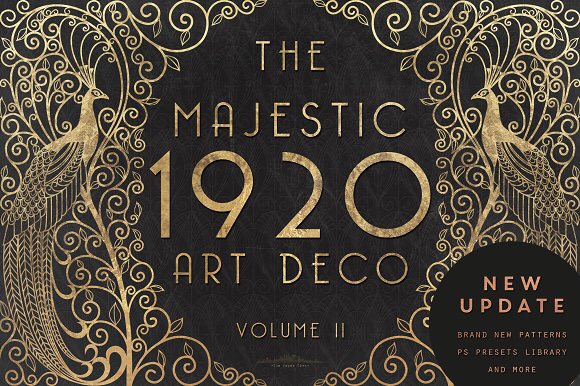 THE
MAJESTIC
1920
ART DECO
VOLUME II
NEW
UPDATE
BRAND NEW PATTERNS
PS PRESETS LIBRARY
AND MORE